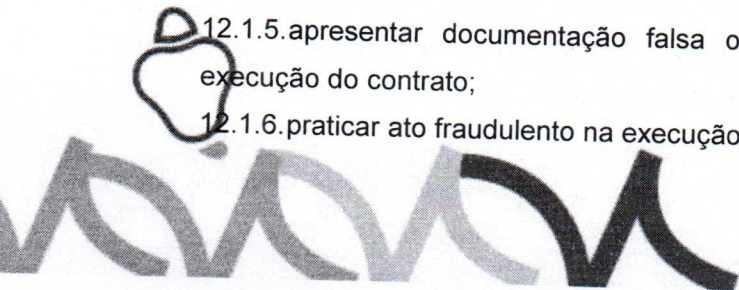 12.1.5.apresentar documentação falsa o
execução do contrato;
12.1.6.praticar ato fraudulento na execução